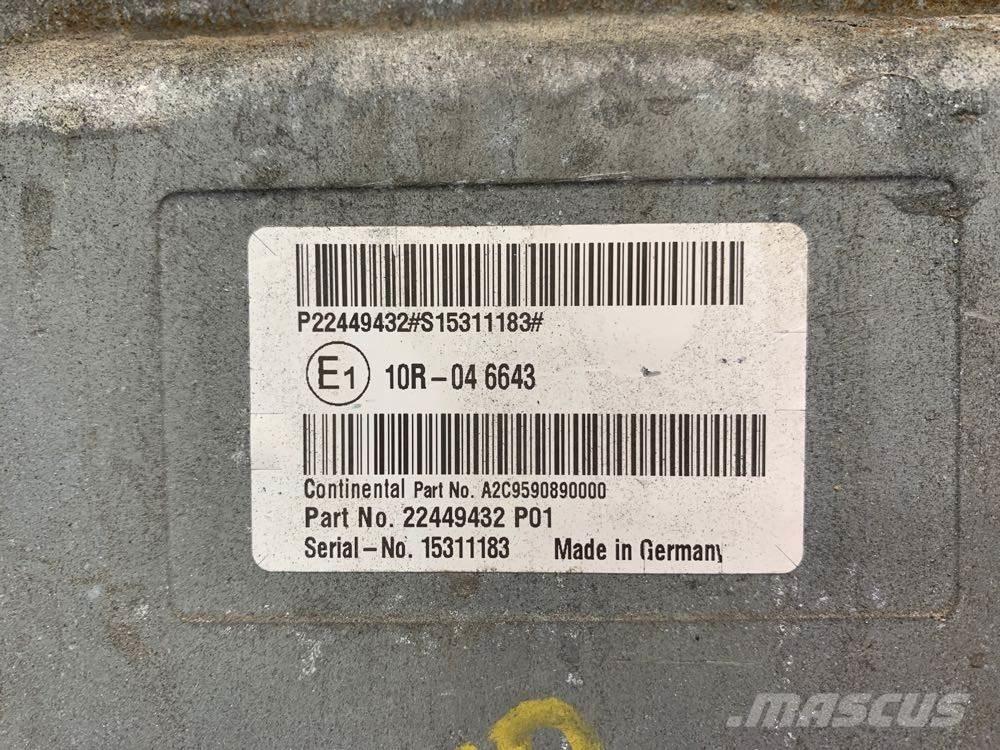 P22449432#S15311183#
E1 10R-04 6643
Continental Part No. A2C9590890000
Part No. 22449432 P01
Serial-No. 15311183 Made in Germany
MASCUS